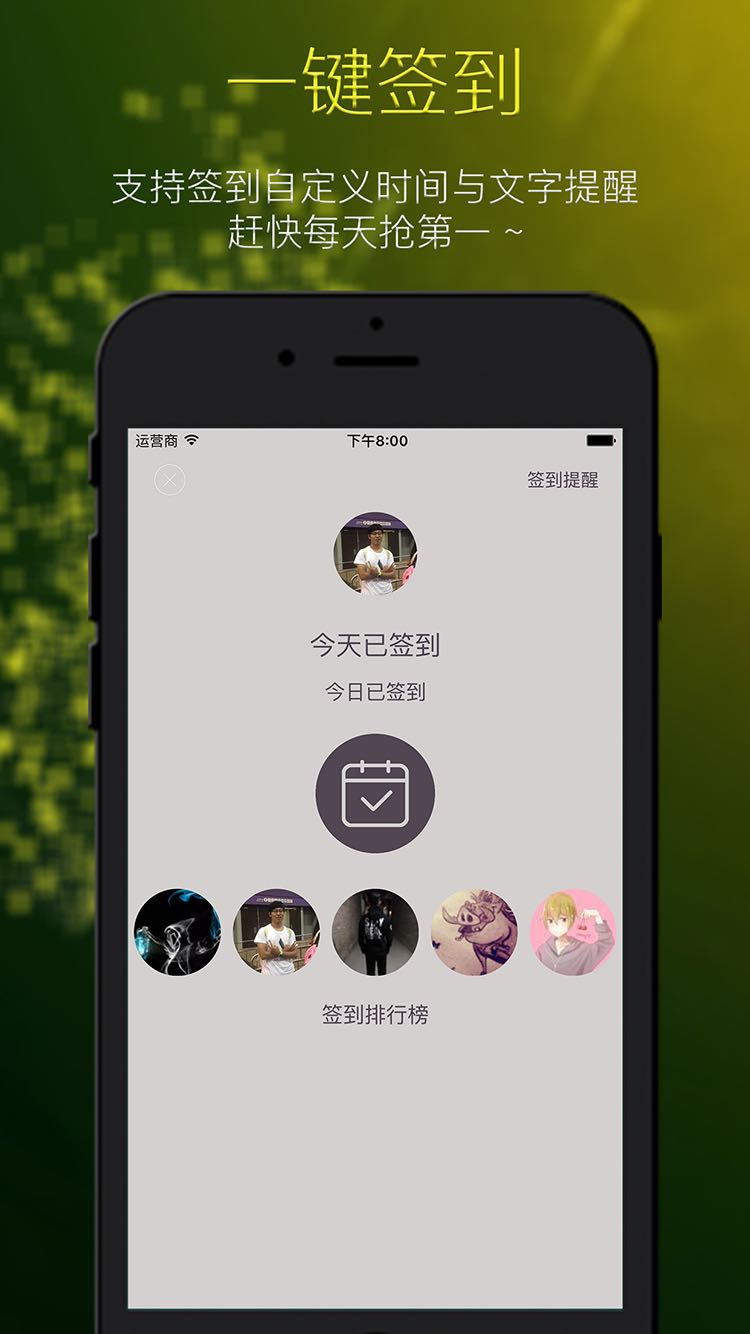 一键签到
支持签到自定义时间与文字提醒
赶快每天抢第一 ~
运营商 下午8:00
签到提醒
今天已签到
今日已签到
签到排行榜